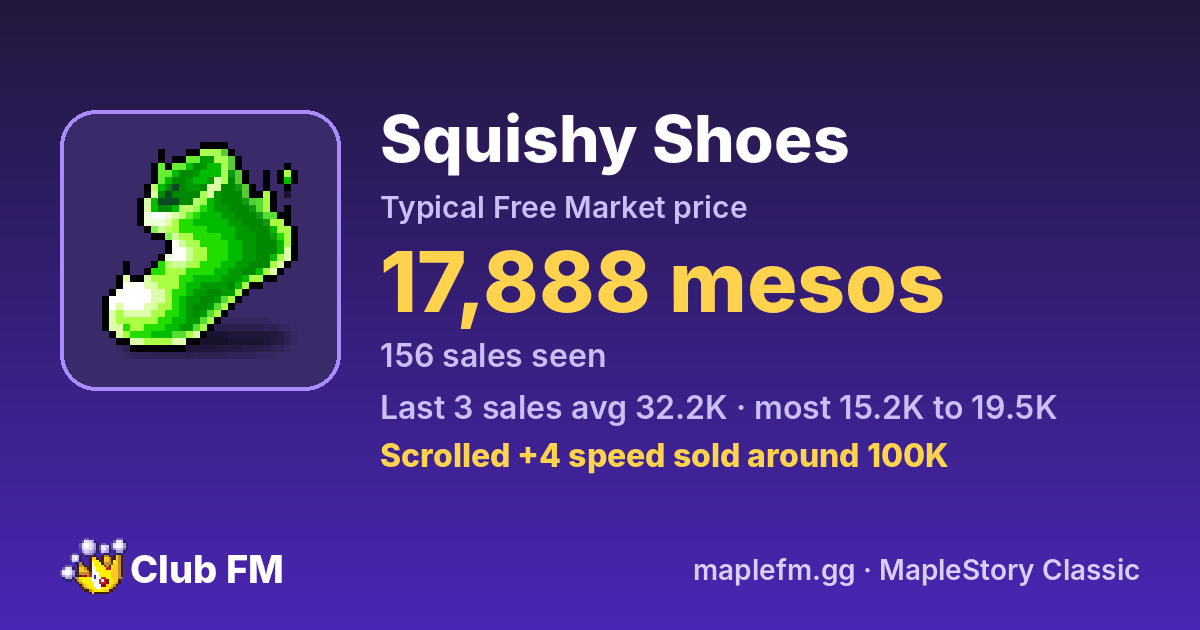 Squishy Shoes
Typical Free Market price
17,888 mesos
156 sales seen
Last 3 sales avg 32.2K · most 15.2K to 19.5K
Scrolled +4 speed sold around 100K
Club FM
maplefm.gg · MapleStory Classic